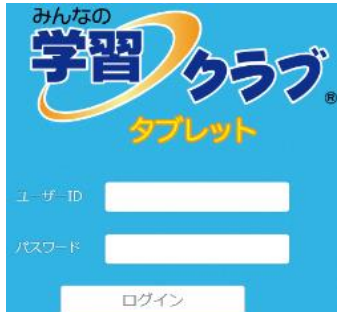 みんなの
学習クラブ®
タブレット
ユーザーID
パスワード
ログイン